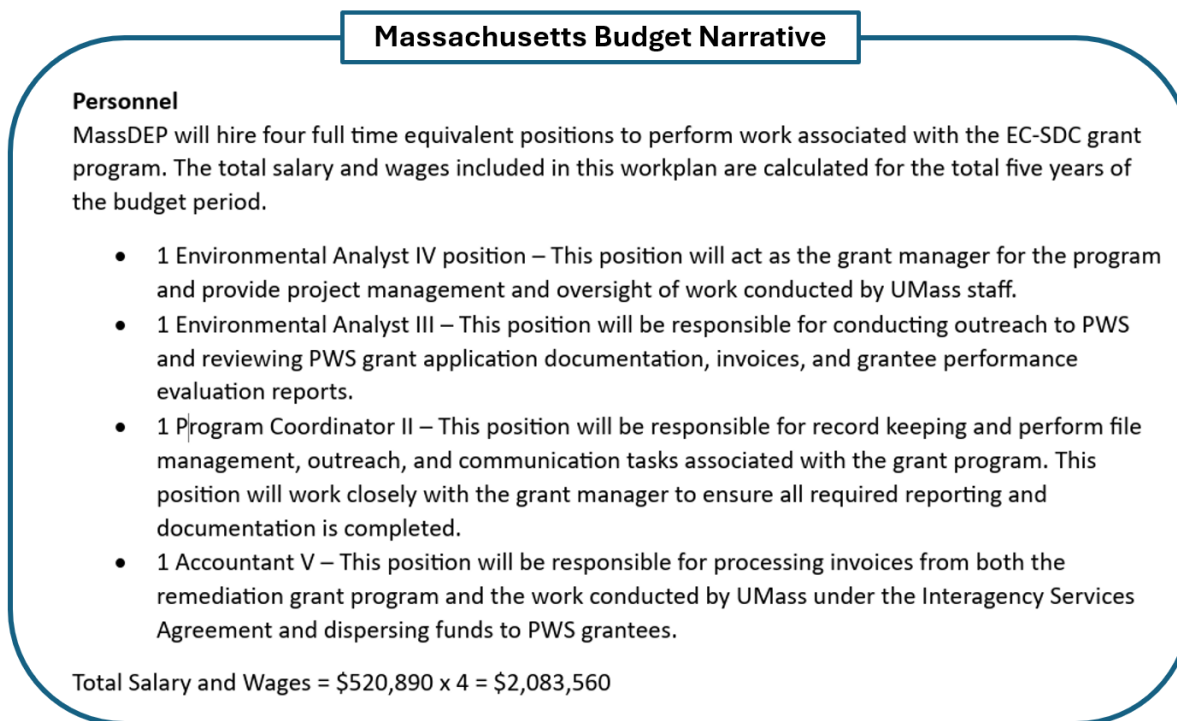 Massachusetts Budget Narrative
Personnel
MassDEP will hire four full time equivalent positions to perform work associated with the EC-SDC grant
program. The total salary and wages included in this workplan are calculated for the total five years of
the budget period.
• 1 Environmental Analyst IV position – This position will act as the grant manager for the program
and provide project management and oversight of work conducted by UMass staff.
• 1 Environmental Analyst III – This position will be responsible for conducting outreach to PWS
and reviewing PWS grant application documentation, invoices, and grantee performance
evaluation reports.
• 1 Program Coordinator II – This position will be responsible for record keeping and perform file
management, outreach, and communication tasks associated with the grant program. This
position will work closely with the grant manager to ensure all required reporting and
documentation is completed.
• 1 Accountant V – This position will be responsible for processing invoices from both the
remediation grant program and the work conducted by UMass under the Interagency Services
Agreement and dispersing funds to PWS grantees.
Total Salary and Wages = $520,890 x 4 = $2,083,560